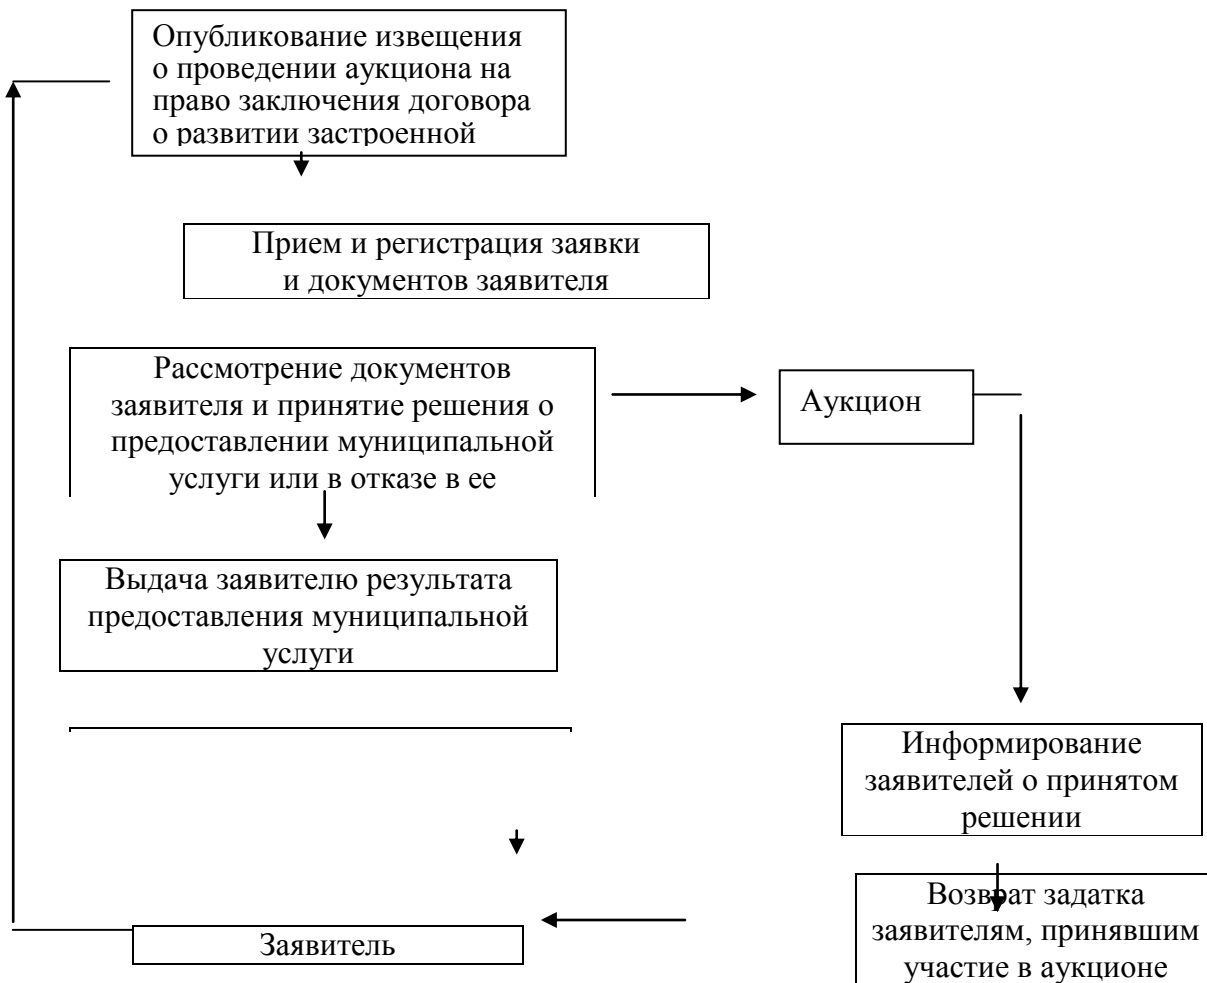 Опубликование извещения
о проведении аукциона на
право заключения договора
о развитии застроенной
Прием и регистрация заявки
и документов заявителя
Рассмотрение документов
заявителя и принятие решения о
предоставлении муниципальной
услуги или в отказе в ее
Аукцион
Выдача заявителю результата
предоставления муниципальной
услуги
Информирование
заявителей о принятом
решении
Возврат задатка
заявителям, принявшим
участие в аукционе
Заявитель